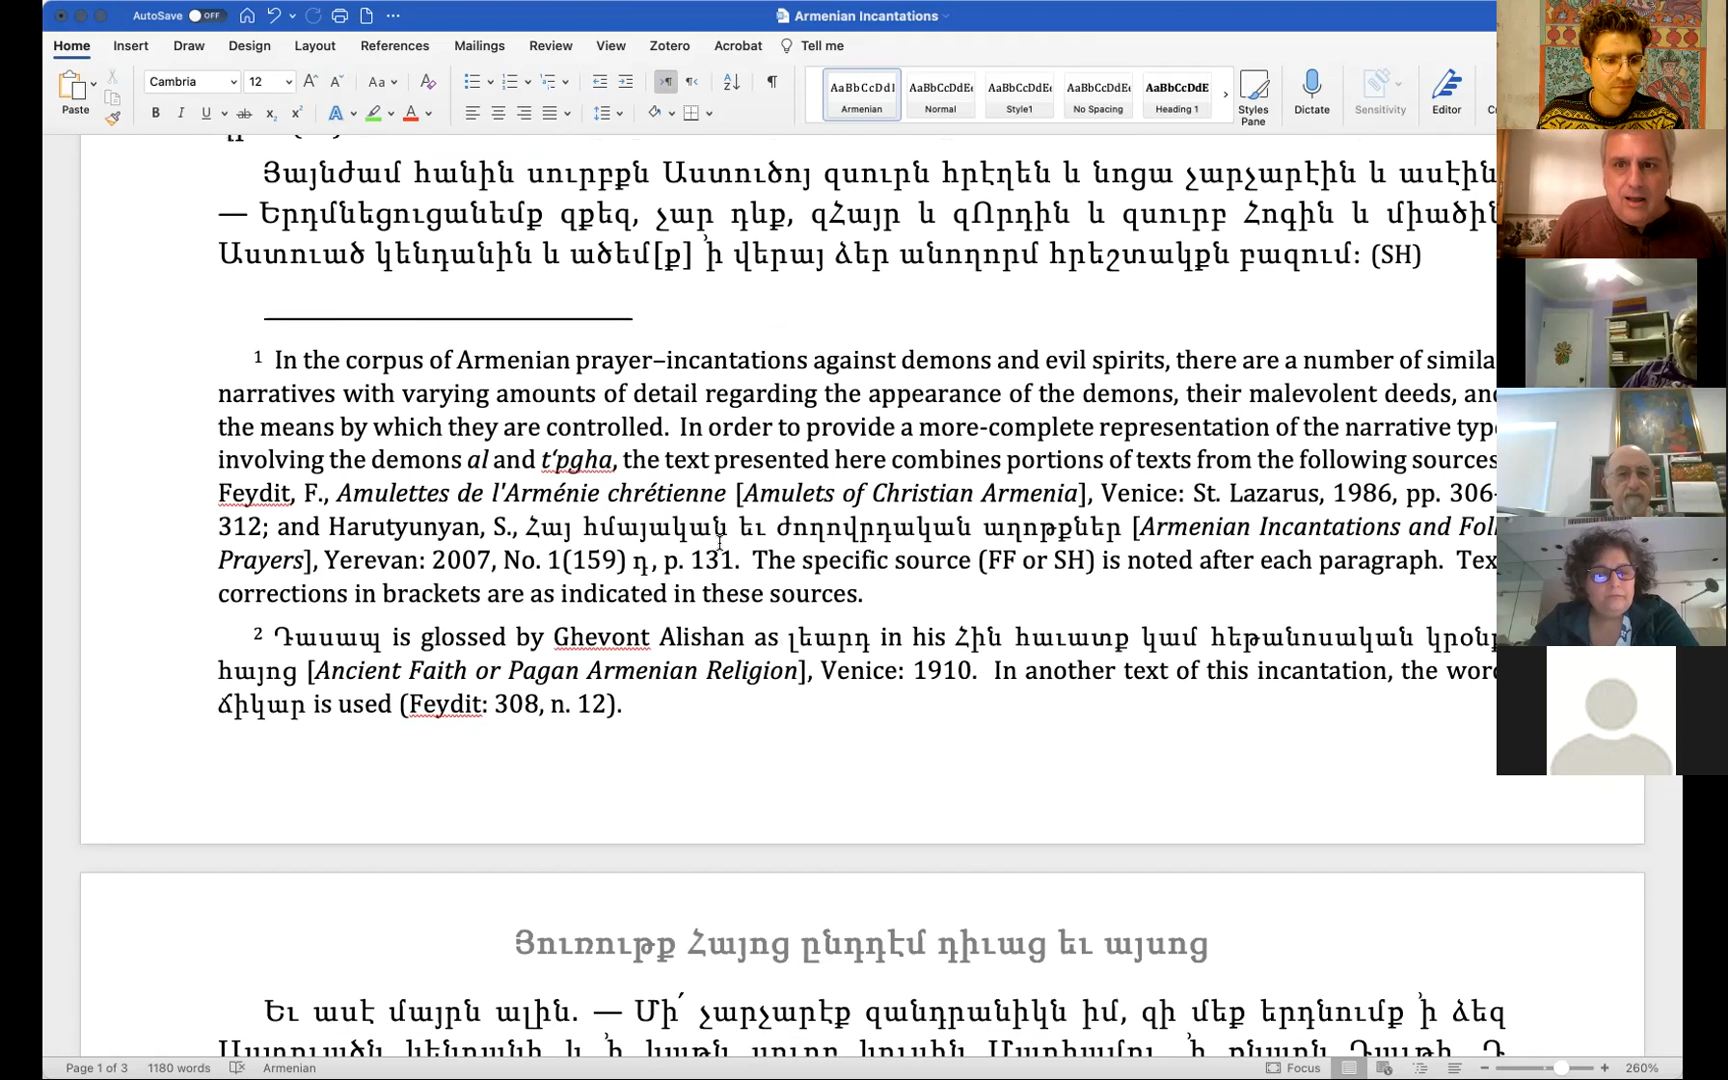 AutoSave OFF
Armenian Incantations
Home Insert Draw Design Layout References Mailings Review View Zotero Acrobat Tell me
Paste
Cambria 12
AaBbCcDdI AaBbCcDdEe AaBbCcDdEe AaBbCcDdEe AaBbCcDdE
Armenian Normal Style1 No Spacing Heading 1
Styles Pane
Dictate
Sensitivity
Editor
Յայնժամ հանին սուրբքն Աստուծոյ զսուրն հրէղեն և նոցա չարչարէին և ասէին
— Երդմնեցուցանեմք զքեզ, չար դևք, զՀայր և զՈրդին և զսուրբ Հոգին և միածին
Աստուած կենդանին և ածեմ[ք] ՚ի վերայ ձեր անողորմ հրեշտակքն բազում։ (SH)
1 In the corpus of Armenian prayer–incantations against demons and evil spirits, there are a number of simila
narratives with varying amounts of detail regarding the appearance of the demons, their malevolent deeds, and
the means by which they are controlled. In order to provide a more-complete representation of the narrative type
involving the demons al and t‘pgha, the text presented here combines portions of texts from the following sources
Feydit, F., Amulettes de l'Arménie chrétienne [Amulets of Christian Armenia], Venice: St. Lazarus, 1986, pp. 306-
312; and Harutyunyan, S., Հայ հմայական եւ ժողովրդական աղոթքներ [Armenian Incantations and Fol
Prayers], Yerevan: 2007, No. 1(159) դ, p. 131. The specific source (FF or SH) is noted after each paragraph. Tex
corrections in brackets are as indicated in these sources.
2 Դասապ is glossed by Ghevont Alishan as լեարդ in his Հին հաւատք կամ հեթանոսական կրօնք
հայոց [Ancient Faith or Pagan Armenian Religion], Venice: 1910. In another text of this incantation, the word
ճիկար is used (Feydit: 308, n. 12).
Յուռութք Հայոց ընդդէմ դիւաց եւ այսոց
Եւ ասէ մայրն ալին. — Մի՛ չարչարէք զանդրանիկն իմ, զի մեք երդնումք ՚ի ձեզ
Page 1 of 3 1180 words Armenian Focus 260%